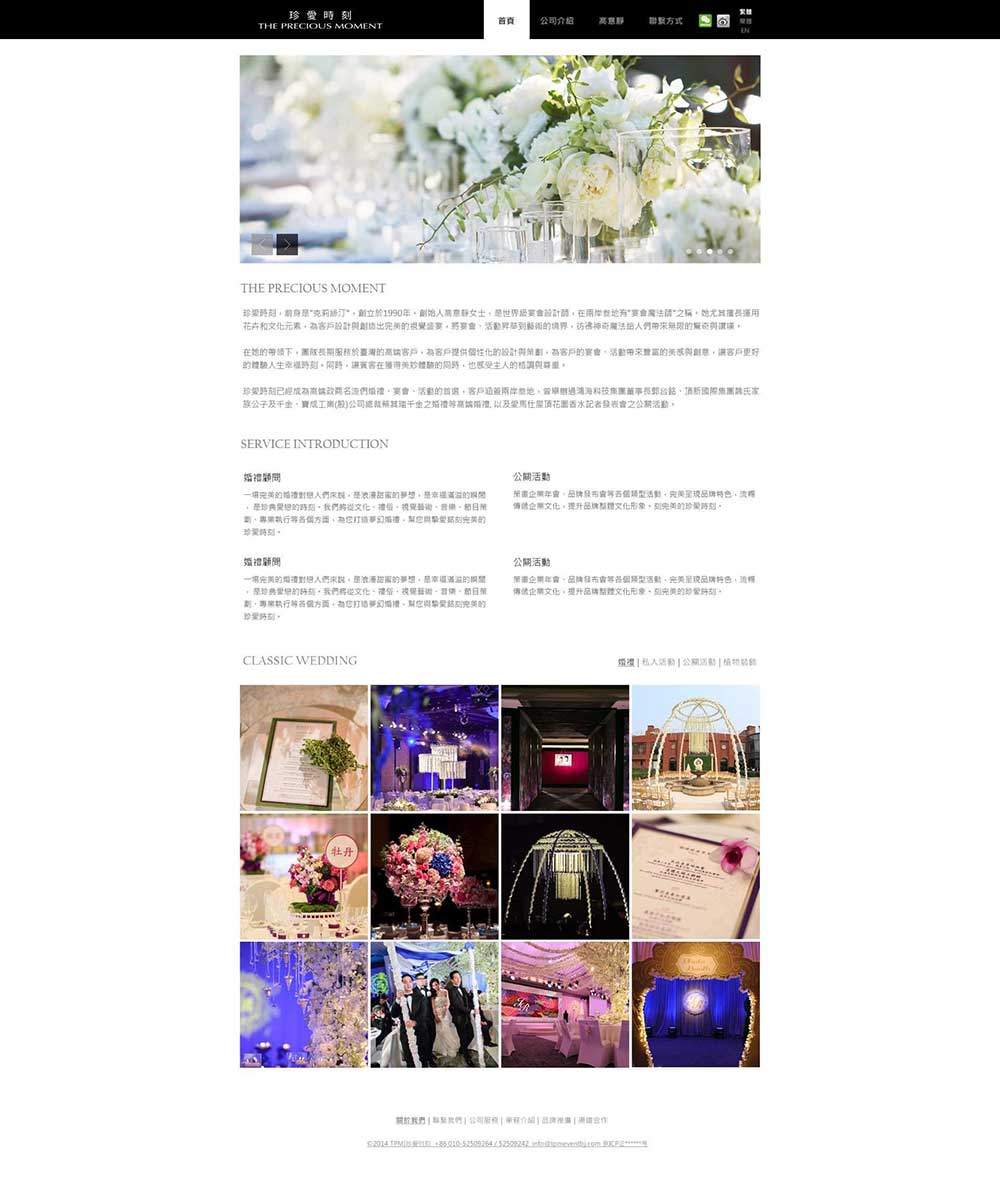 珍愛時刻
THE PRECIOUS MOMENT
首頁 公司介紹 高意靜 聯繫方式
繁體
簡體
EN
THE PRECIOUS MOMENT
珍愛時刻，前身是"克莉絲汀"，創立於1990年。創始人高意靜女士，是世界級宴會設計師，在兩岸叁地有"宴會魔法師"之稱。她尤其擅長運用
花卉和文化元素，為客戶設計與創造出完美的視覺盛宴，將宴會、活動昇華到藝術的境界，彷彿神奇魔法給人們帶來無限的驚奇與讚嘆。
在她的帶領下，團隊長期服務於臺灣的高端客戶，為客戶提供個性化的設計與策劃，為客戶的宴會、活動帶來豐富的美感與創意，讓客戶更好
的體驗人生幸福時刻。同時，讓賓客在獲得美妙體驗的同時，也感受主人的格調與尊重。
珍愛時刻已經成為高端政商名流們婚禮、宴會、活動的首選，客戶涵蓋兩岸叁地，曾舉辦過鴻海科技集團董事長郭台銘、頂新國際集團魏氏家
族公子及千金、寶成工業(股)公司總裁蔡其瑞千金之婚禮等高端婚禮, 以及愛馬仕屋頂花園香水記者發表會之公關活動。
SERVICE INTRODUCTION
婚禮顧問
一場完美的婚禮對戀人們來說，是浪漫甜蜜的夢想，是幸福滿溢的瞬間
，是珍典愛戀的時刻。我們將從文化、禮俗、視覺藝術、音樂、節目策
劃、專業執行等各個方面，為您打造夢幻婚禮，幫您與摯愛銘刻完美的
珍愛時刻。
公關活動
策畫企業年會、品牌發布會等各個類型活動，完美呈現品牌特色，流暢
傳遞企業文化，提升品牌整體文化形象。刻完美的珍愛時刻。
婚禮顧問
一場完美的婚禮對戀人們來說，是浪漫甜蜜的夢想，是幸福滿溢的瞬間
，是珍典愛戀的時刻。我們將從文化、禮俗、視覺藝術、音樂、節目策
劃、專業執行等各個方面，為您打造夢幻婚禮，幫您與摯愛銘刻完美的
珍愛時刻。
公關活動
策畫企業年會、品牌發布會等各個類型活動，完美呈現品牌特色，流暢
傳遞企業文化，提升品牌整體文化形象。刻完美的珍愛時刻。
CLASSIC WEDDING
婚禮 | 私人活動 | 公關活動 | 植物裝飾
牡丹
關於我們 | 聯繫我們 | 公司服務 | 業務介紹 | 品牌推廣 | 渠道合作
©2014 TPM|珍愛時刻 +86 010-52509264 / 52509242 info@tpmeventbj.com 京ICP证******号